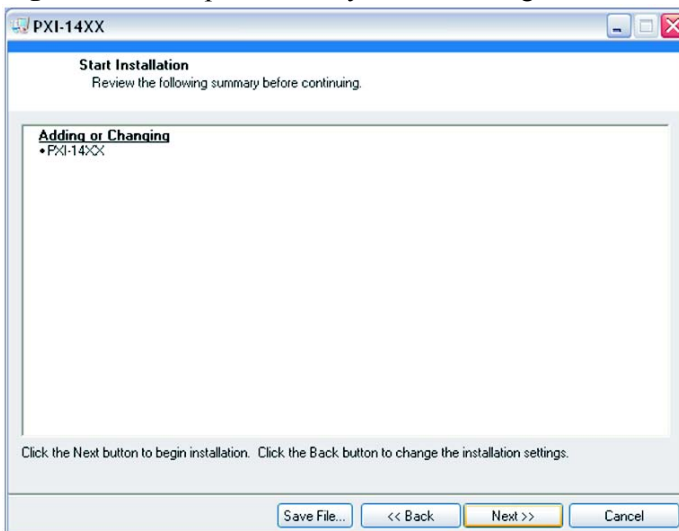 PXI-14XX
Start Installation
Review the following summary before continuing.
Adding or Changing
• PXI-14XX
Click the Next button to begin installation. Click the Back button to change the installation settings.
Save File... << Back Next >> Cancel